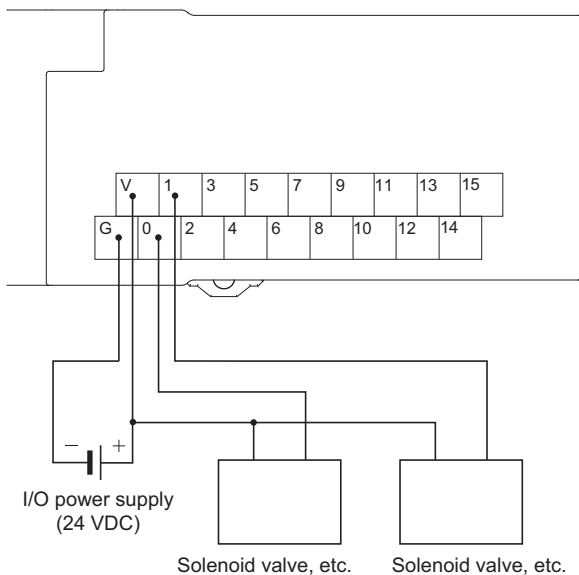 V 1 3 5 7 9 11 13 15
G 0 2 4 6 8 10 12 14
− +
I/O power supply
(24 VDC)
Solenoid valve, etc. Solenoid valve, etc.